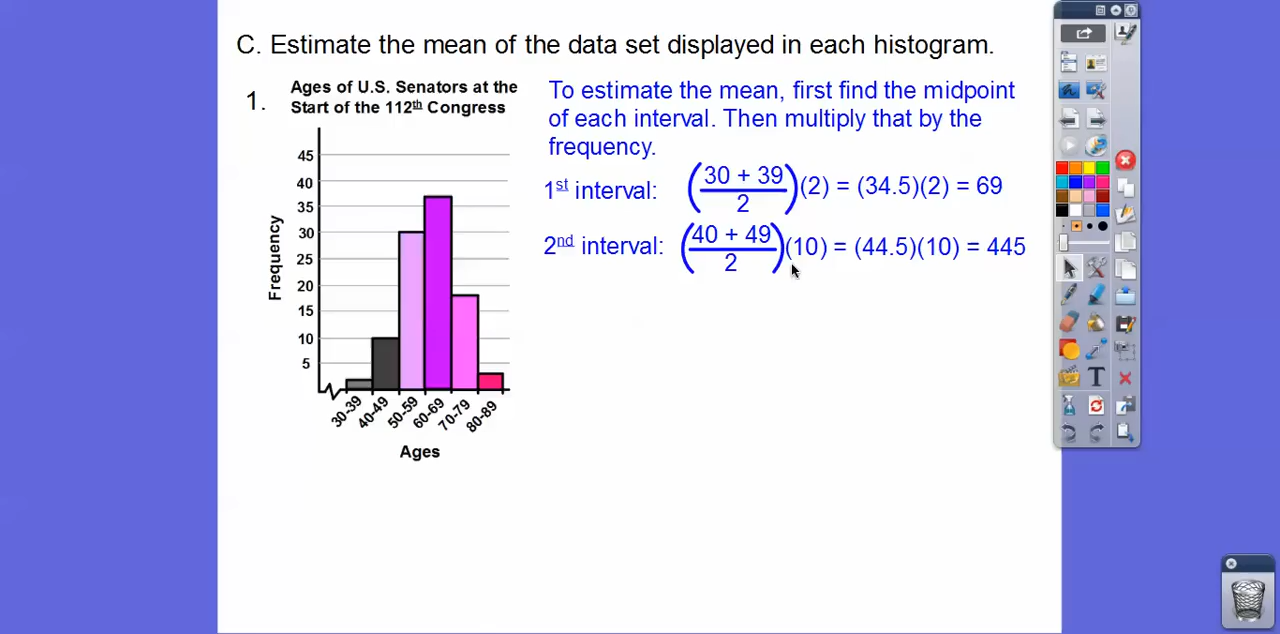 C. Estimate the mean of the data set displayed in each histogram.
1.
Ages of U.S. Senators at the
Start of the 112th Congress
To estimate the mean, first find the midpoint
of each interval. Then multiply that by the
frequency.
1st interval: (30 + 39 / 2)(2) = (34.5)(2) = 69
2nd interval: (40 + 49 / 2)(10) = (44.5)(10) = 445
Frequency
45
40
35
30
25
20
15
10
5
30-39
40-49
50-59
60-69
70-79
80-89
Ages
T